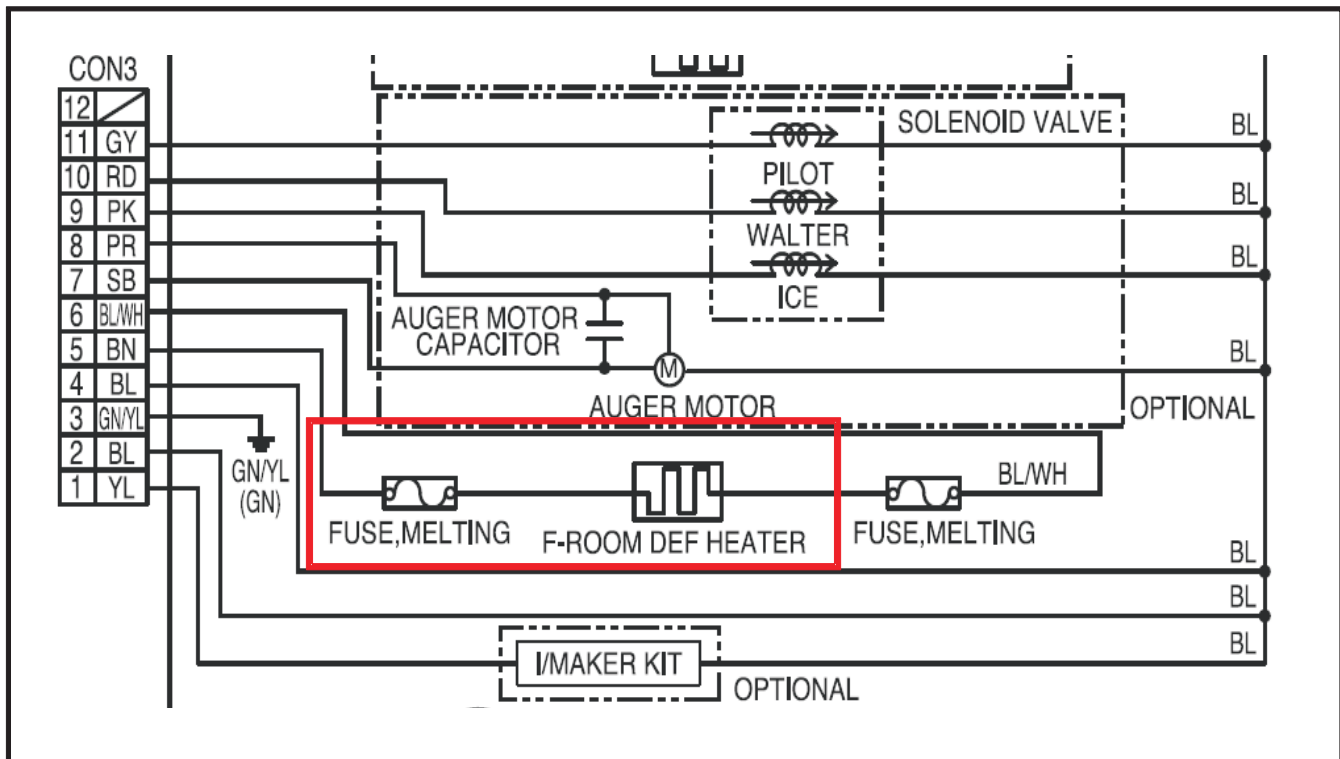 CON3
12
11 GY
10 RD
9 PK
8 PR
7 SB
6 BL/WH
5 BN
4 BL
3 GN/YL
2 BL
1 YL
GN/YL
(GN)
SOLENOID VALVE
PILOT
WALTER
ICE
AUGER MOTOR
CAPACITOR
M
AUGER MOTOR
OPTIONAL
BL
BL
BL
BL
BL/WH
FUSE,MELTING
F-ROOM DEF HEATER
FUSE,MELTING
BL
BL
BL
I/MAKER KIT
OPTIONAL